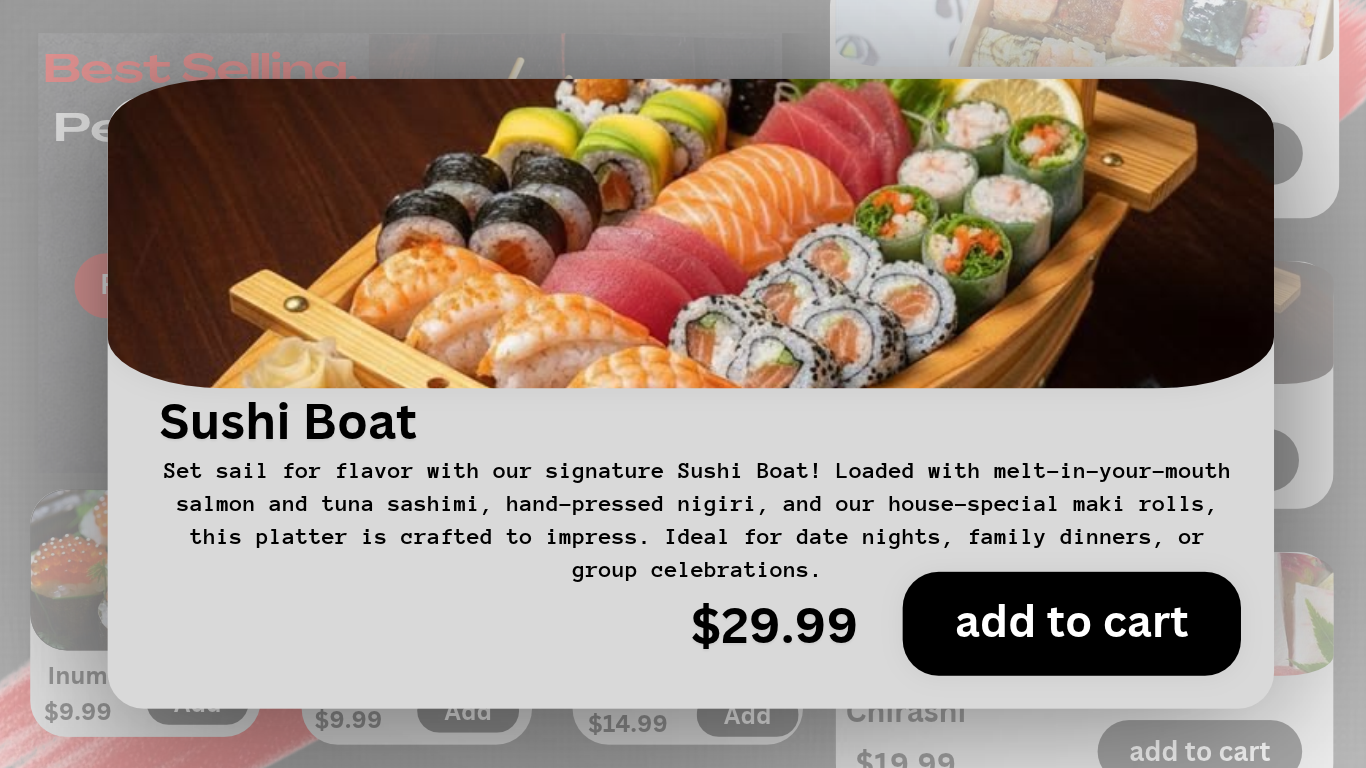 Best Selling.
Sushi Boat
Set sail for flavor with our signature Sushi Boat! Loaded with melt-in-your-mouth
salmon and tuna sashimi, hand-pressed nigiri, and our house-special maki rolls,
this platter is crafted to impress. Ideal for date nights, family dinners, or
group celebrations.
$29.99 add to cart
$9.99 Add
$9.99 Add
$14.99 Add
Chirashi
$19.99 add to cart